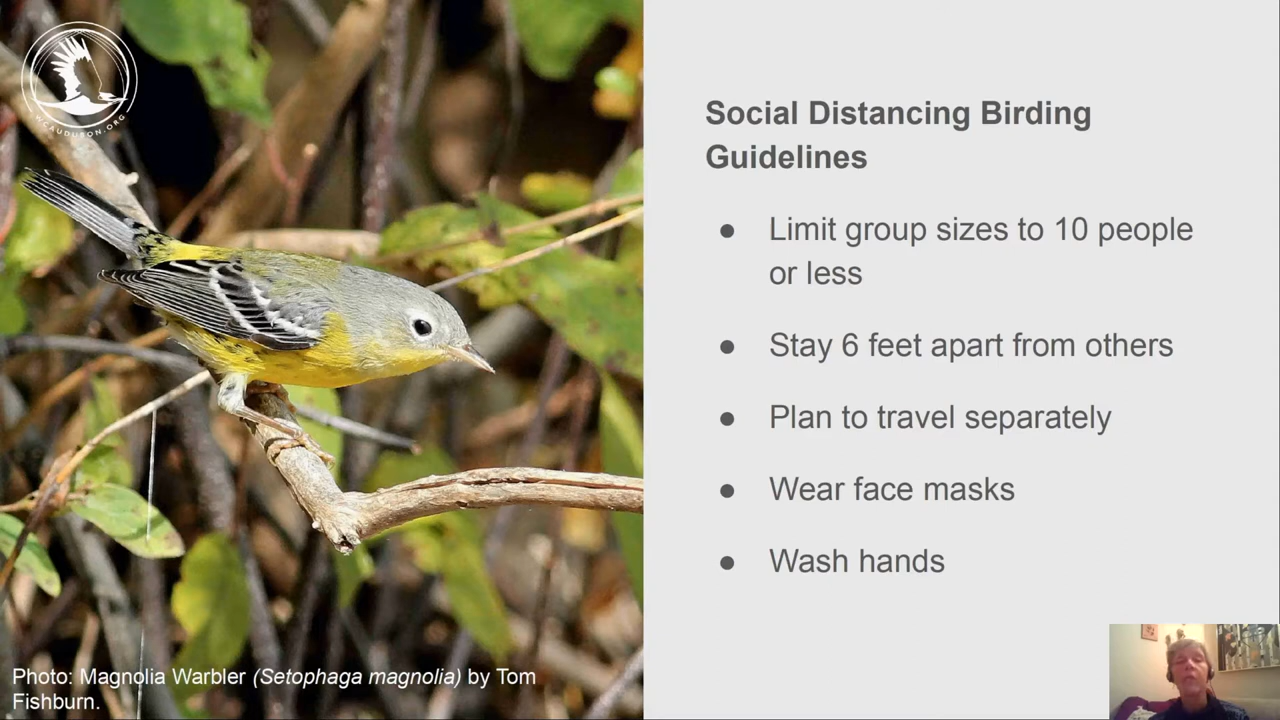 WCAUDUBON.ORG
Social Distancing Birding
Guidelines
● Limit group sizes to 10 people
or less
● Stay 6 feet apart from others
● Plan to travel separately
● Wear face masks
● Wash hands
Photo: Magnolia Warbler (Setophaga magnolia) by Tom
Fishburn.